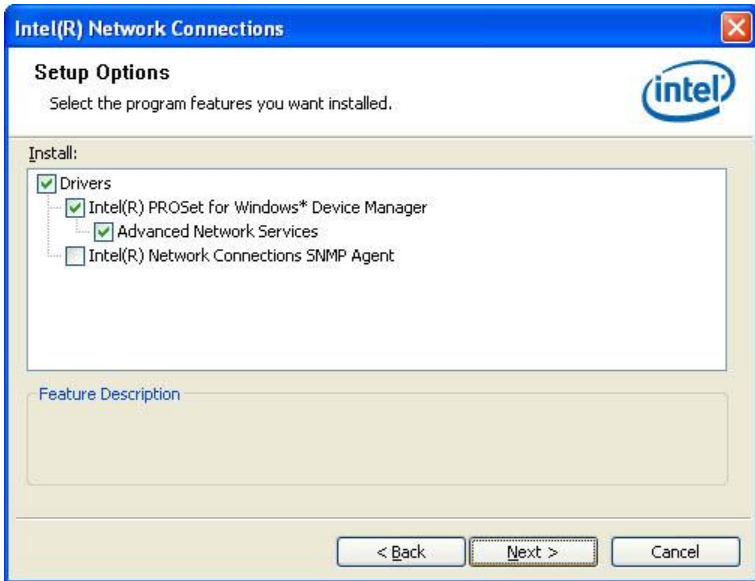 Intel(R) Network Connections
Setup Options
Select the program features you want installed.
intel
Install:
Drivers
Intel(R) PROSet for Windows* Device Manager
Advanced Network Services
Intel(R) Network Connections SNMP Agent
Feature Description
< Back
Next >
Cancel